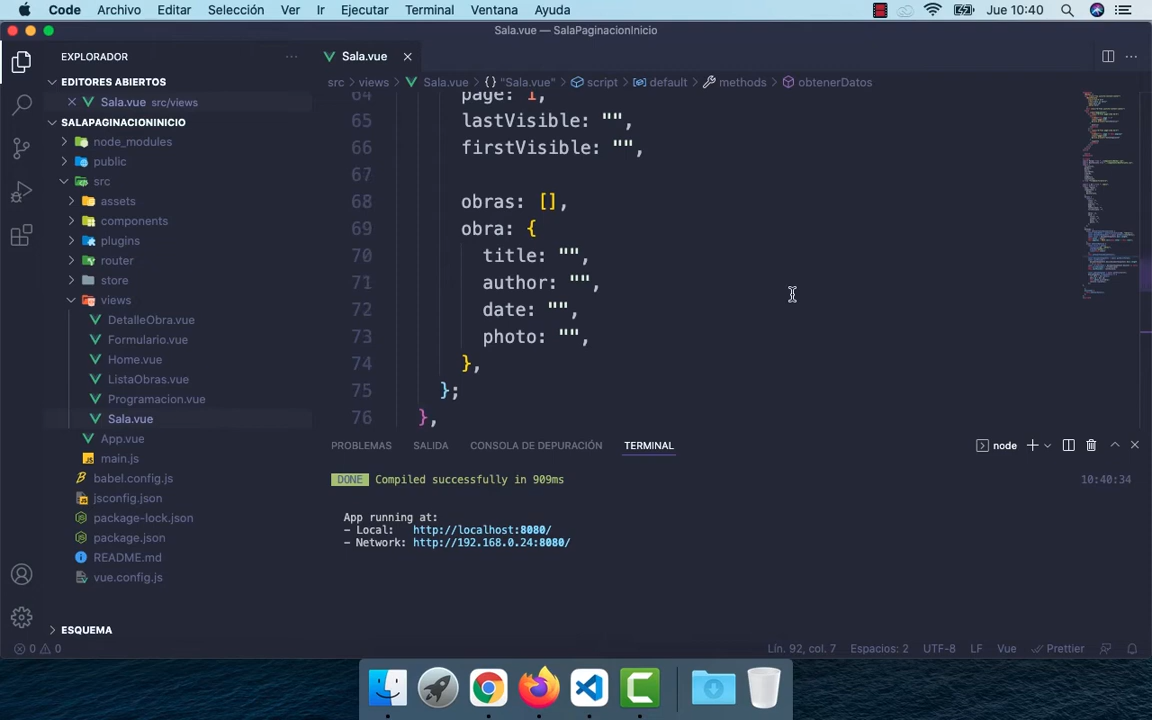 Code Archivo Editar Selección Ver Ir Ejecutar Terminal Ventana Ayuda Jue 10:40
Sala.vue — SalaPaginacionInicio
EXPLORADOR
EDITORES ABIERTOS
Sala.vue src/views
SALAPAGINACIONINICIO
node_modules
public
src
assets
components
plugins
router
store
views
DetalleObra.vue
Formulario.vue
Home.vue
ListaObras.vue
Programacion.vue
Sala.vue
App.vue
main.js
babel.config.js
jsconfig.json
package-lock.json
package.json
README.md
vue.config.js
ESQUEMA
Sala.vue
src views Sala.vue {} "Sala.vue" script default methods obtenerDatos
64 page: 1,
65 lastVisible: "",
66 firstVisible: "",
67
68 obras: [],
69 obra: {
70 title: "",
71 author: "",
72 date: "",
73 photo: "",
74 },
75 };
76 },
PROBLEMAS SALIDA CONSOLA DE DEPURACIÓN TERMINAL node
DONE Compiled successfully in 909ms 10:40:34
App running at:
- Local: http://localhost:8080/
- Network: http://192.168.0.24:8080/
0 0 Lín. 92, col. 7 Espacios: 2 UTF-8 LF Vue Prettier